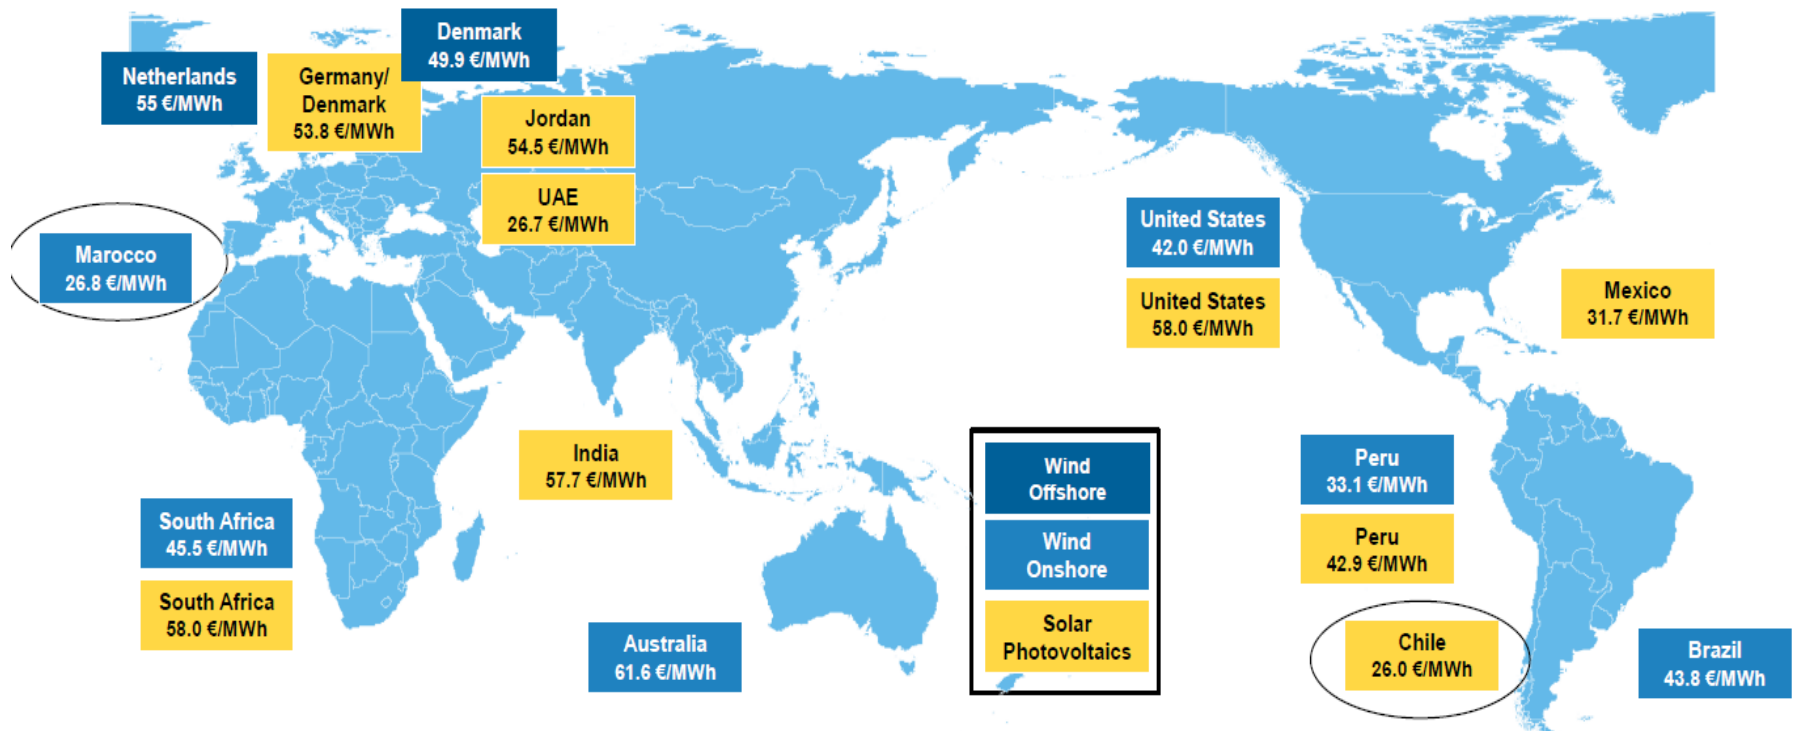 Denmark
49.9 €/MWh
Netherlands
55 €/MWh
Germany/
Denmark
53.8 €/MWh
Jordan
54.5 €/MWh
UAE
26.7 €/MWh
Marocco
26.8 €/MWh
United States
42.0 €/MWh
United States
58.0 €/MWh
Mexico
31.7 €/MWh
India
57.7 €/MWh
South Africa
45.5 €/MWh
South Africa
58.0 €/MWh
Australia
61.6 €/MWh
Wind
Offshore
Wind
Onshore
Solar
Photovoltaics
Peru
33.1 €/MWh
Peru
42.9 €/MWh
Chile
26.0 €/MWh
Brazil
43.8 €/MWh